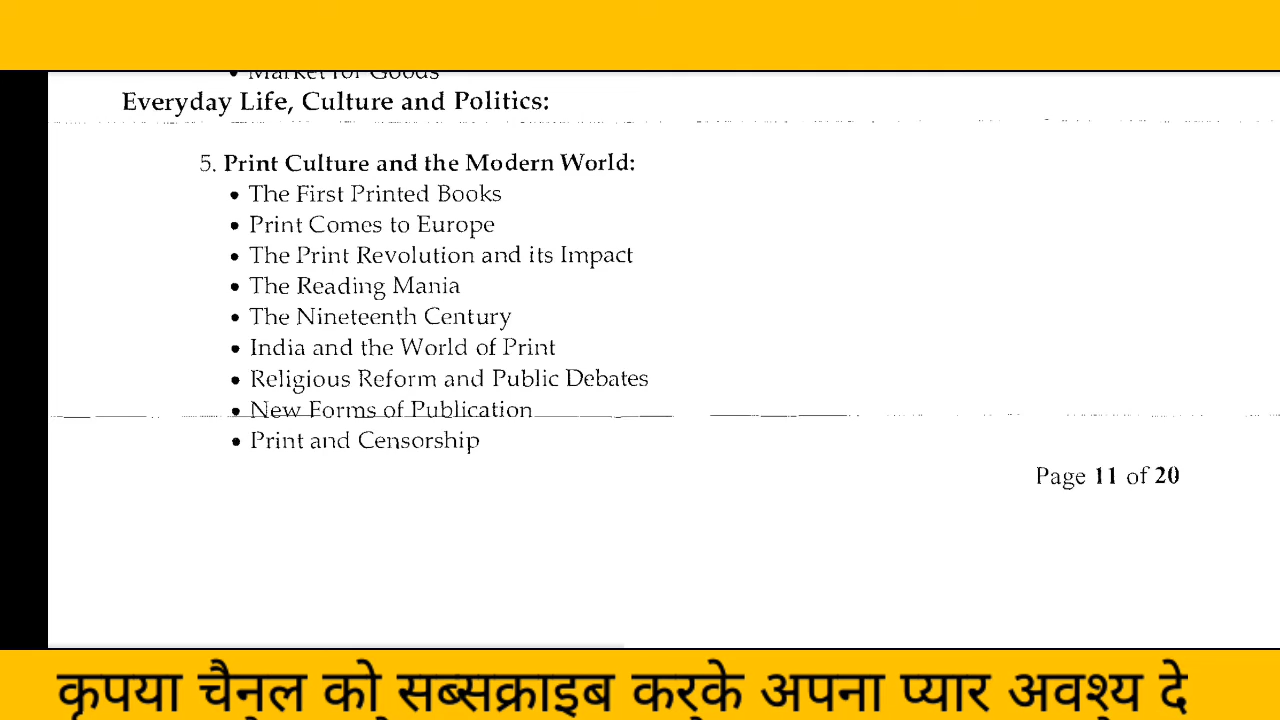 • Market for Goods
Everyday Life, Culture and Politics:
5. Print Culture and the Modern World:
• The First Printed Books
• Print Comes to Europe
• The Print Revolution and its Impact
• The Reading Mania
• The Nineteenth Century
• India and the World of Print
• Religious Reform and Public Debates
• New Forms of Publication
• Print and Censorship
Page 11 of 20
कृपया चैनल को सब्सक्राइब करके अपना प्यार अवश्य दे